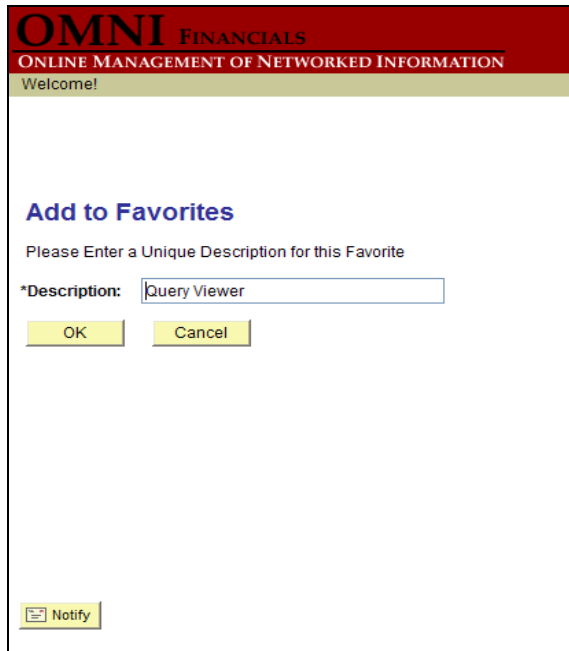 OMNI FINANCIALS
ONLINE MANAGEMENT OF NETWORKED INFORMATION
Welcome!
Add to Favorites
Please Enter a Unique Description for this Favorite
*Description: Query Viewer
OK Cancel
Notify